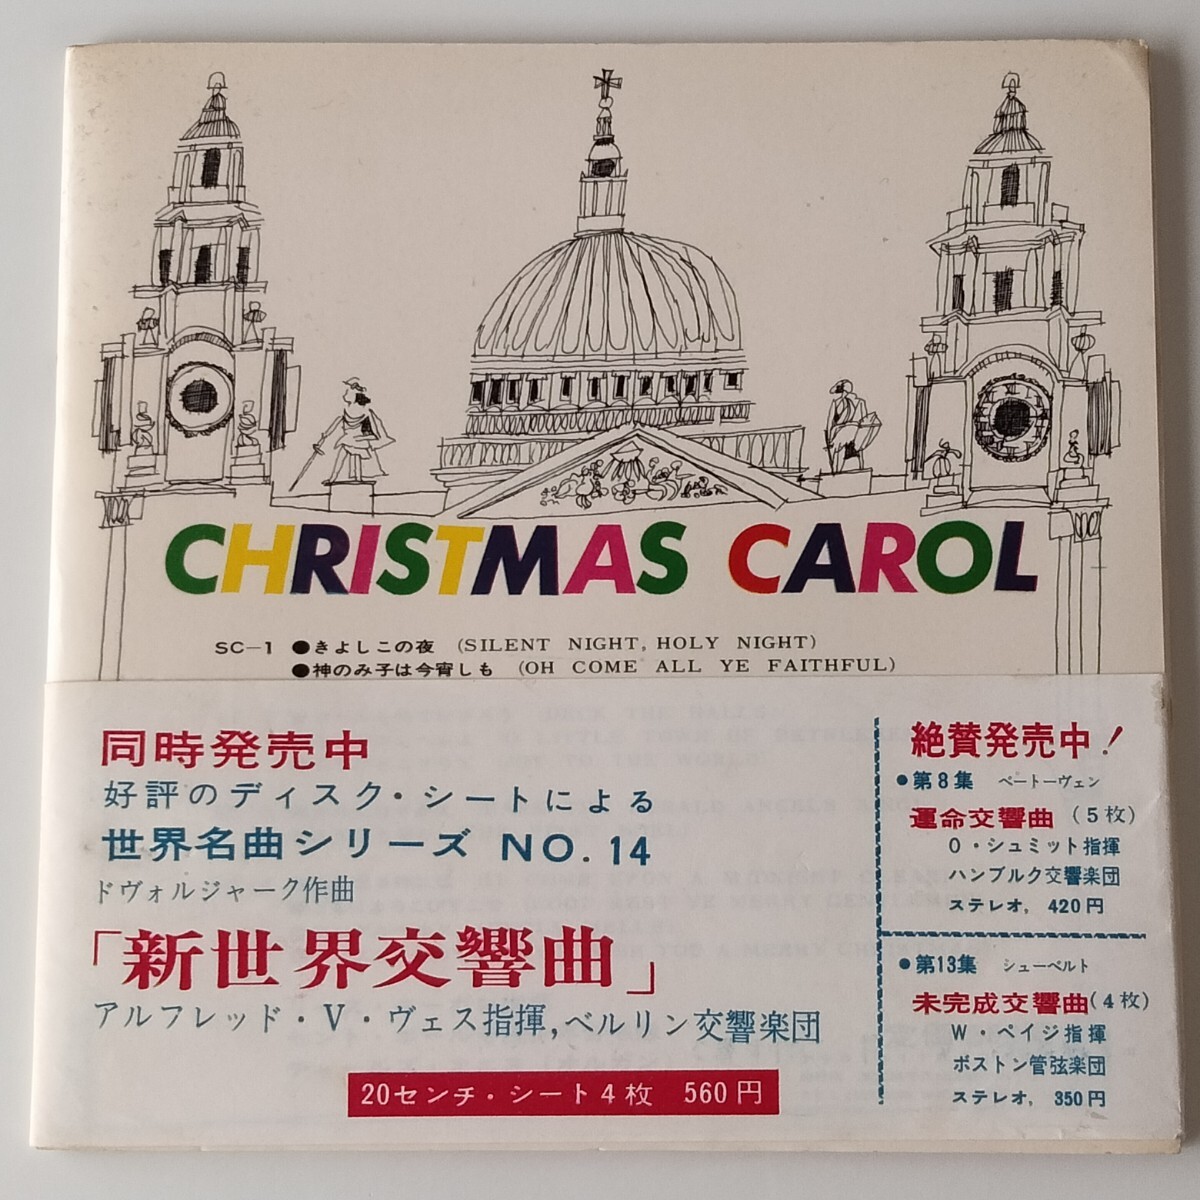 CHRISTMAS CAROL
SC-1 ●きよしこの夜 (SILENT NIGHT, HOLY NIGHT)
●神のみ子は今宵しも (OH COME ALL YE FAITHFUL)
同時発売中
好評のディスク・シートによる
世界名曲シリーズ NO. 14
ドヴォルジャーク作曲
「新世界交響曲」
アルフレッド・V・ヴェス指揮,ベルリン交響楽団
20センチ・シート4枚 560円
絶賛発売中!
●第8集 ベートーヴェン
運命交響曲 (5枚)
O・シュミット指揮
ハンブルク交響楽団
ステレオ, 420円
●第13集 シューベルト
未完成交響曲(4枚)
W・ペイジ指揮
ボストン管弦楽団
ステレオ, 350円